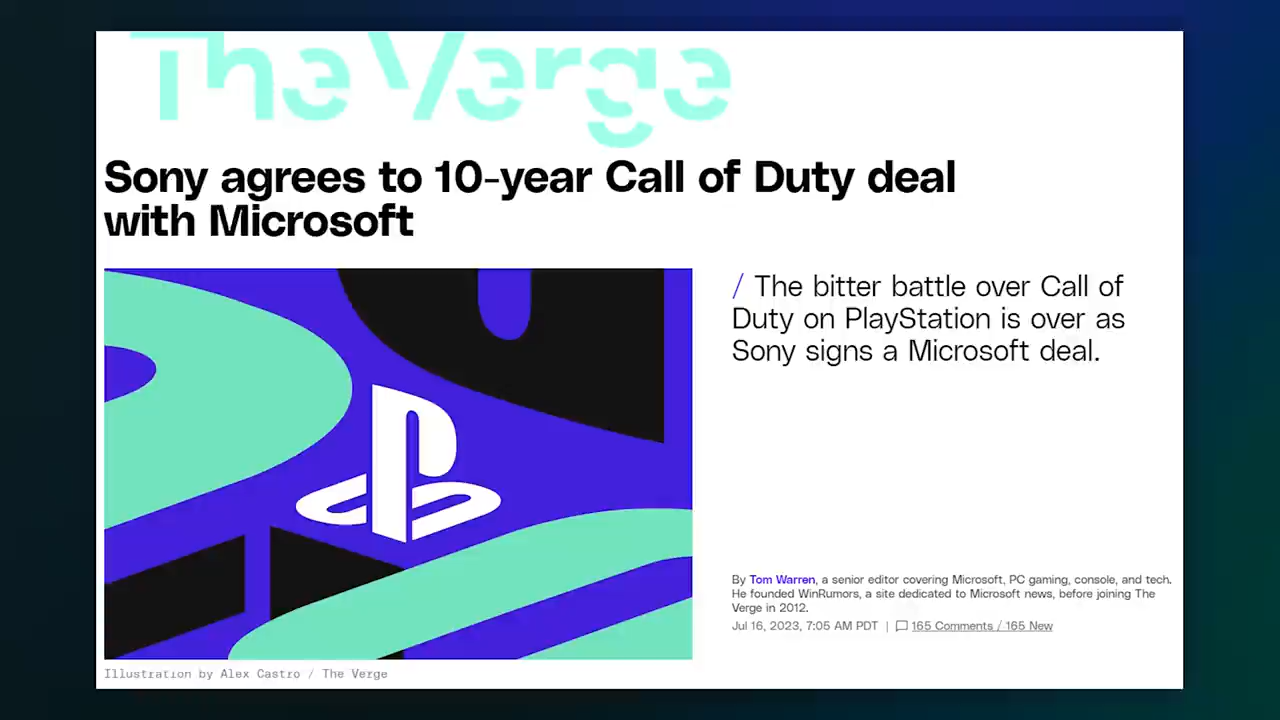 The Verge
Sony agrees to 10-year Call of Duty deal
with Microsoft
/ The bitter battle over Call of
Duty on PlayStation is over as
Sony signs a Microsoft deal.
By Tom Warren, a senior editor covering Microsoft, PC gaming, console, and tech.
He founded WinRumors, a site dedicated to Microsoft news, before joining The
Verge in 2012.
Jul 16, 2023, 7:05 AM PDT | 165 Comments / 165 New
Illustration by Alex Castro / The Verge